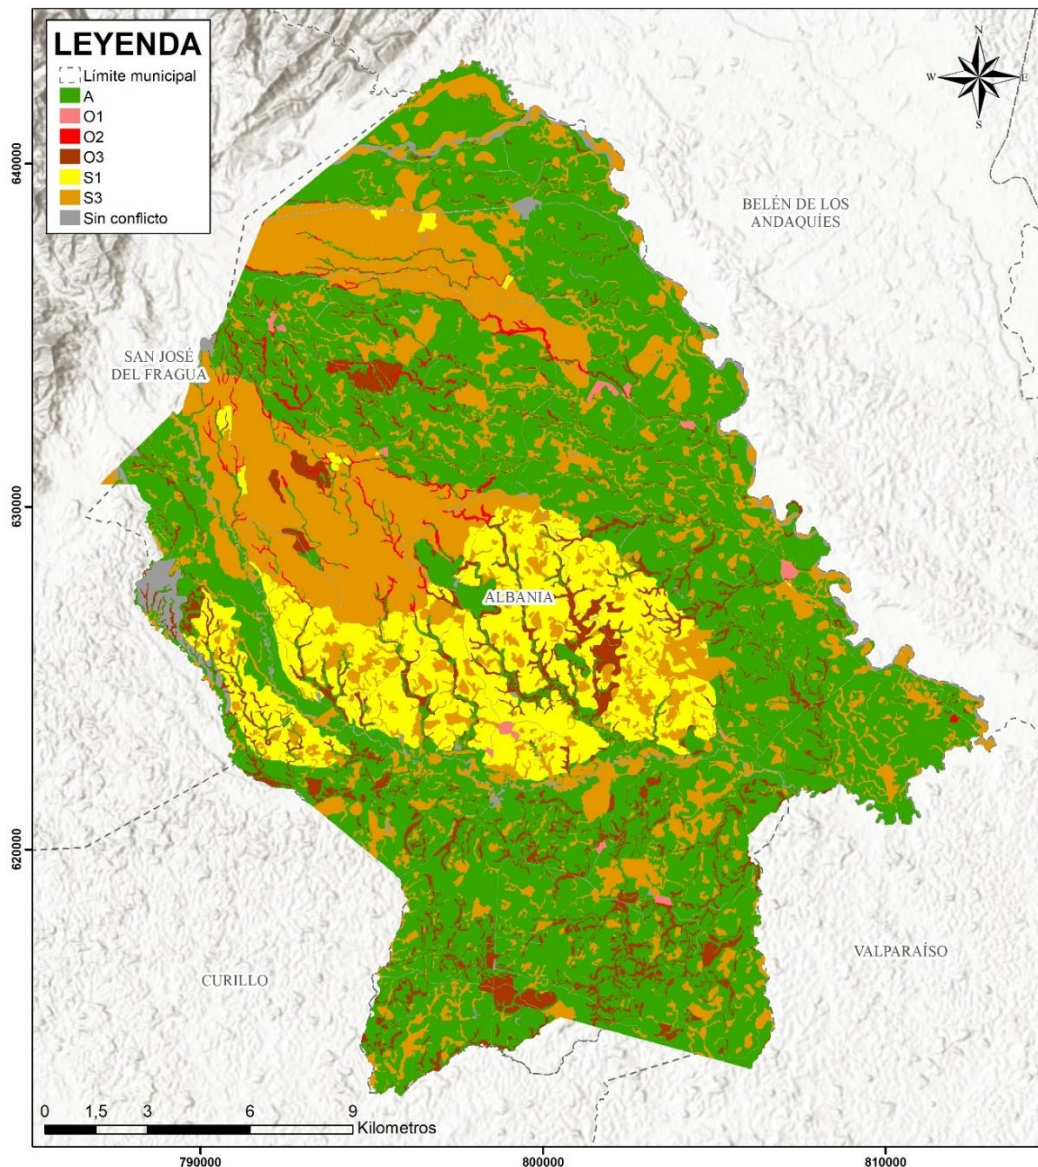 LEYENDA
Límite municipal
A
O1
O2
O3
S1
S3
Sin conflicto
N
W
E
S
640000
BELÉN DE LOS
ANDAQUÍES
SAN JOSÉ
DEL FRAGUA
630000
ALBANIA
620000
CURILLO
VALPARAÍSO
0 1,5 3 6 9
Kilometros
790000 800000 810000